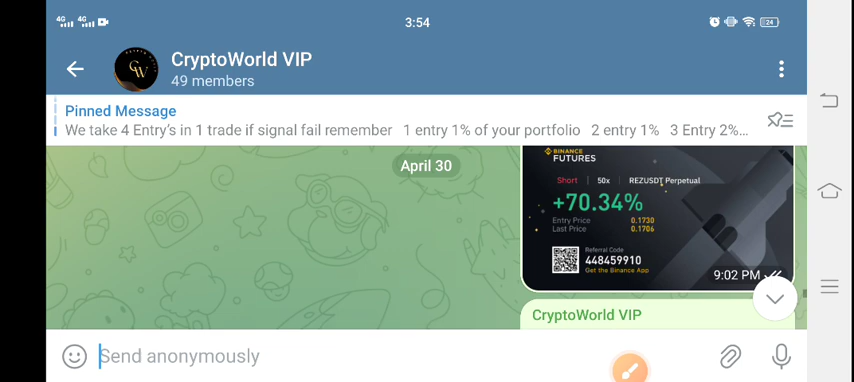 4G 4G 3:54 24
CryptoWorld VIP
49 members
Pinned Message
We take 4 Entry's in 1 trade if signal fail remember 1 entry 1% of your portfolio 2 entry 1% 3 Entry 2%...
April 30
BINANCE
FUTURES
Short | 50x | REZUSDT Perpetual
+70.34%
Entry Price 0.1730
Last Price 0.1706
Referral Code
448459910
Get the Binance App
9:02 PM
CryptoWorld VIP
Send anonymously